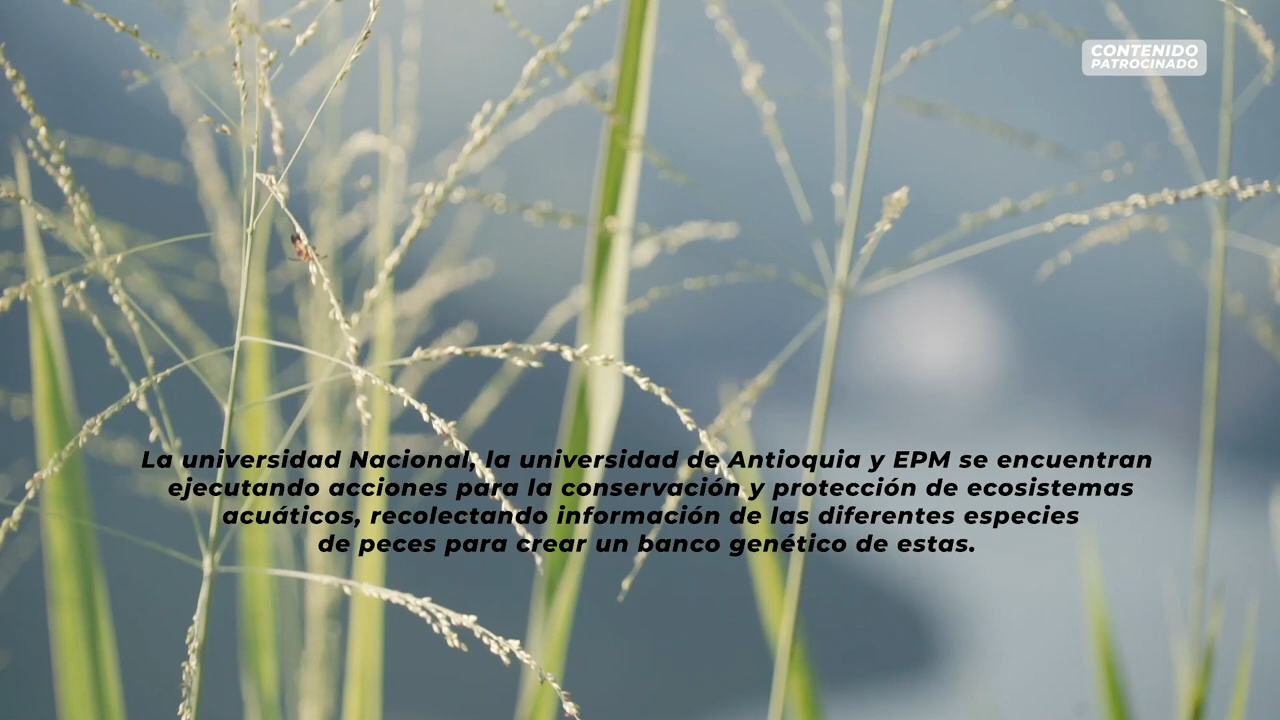 CONTENIDO
PATROCINADO
La universidad Nacional, la universidad de Antioquia y EPM se encuentran
ejecutando acciones para la conservación y protección de ecosistemas
acuáticos, recolectando información de las diferentes especies
de peces para crear un banco genético de estas.